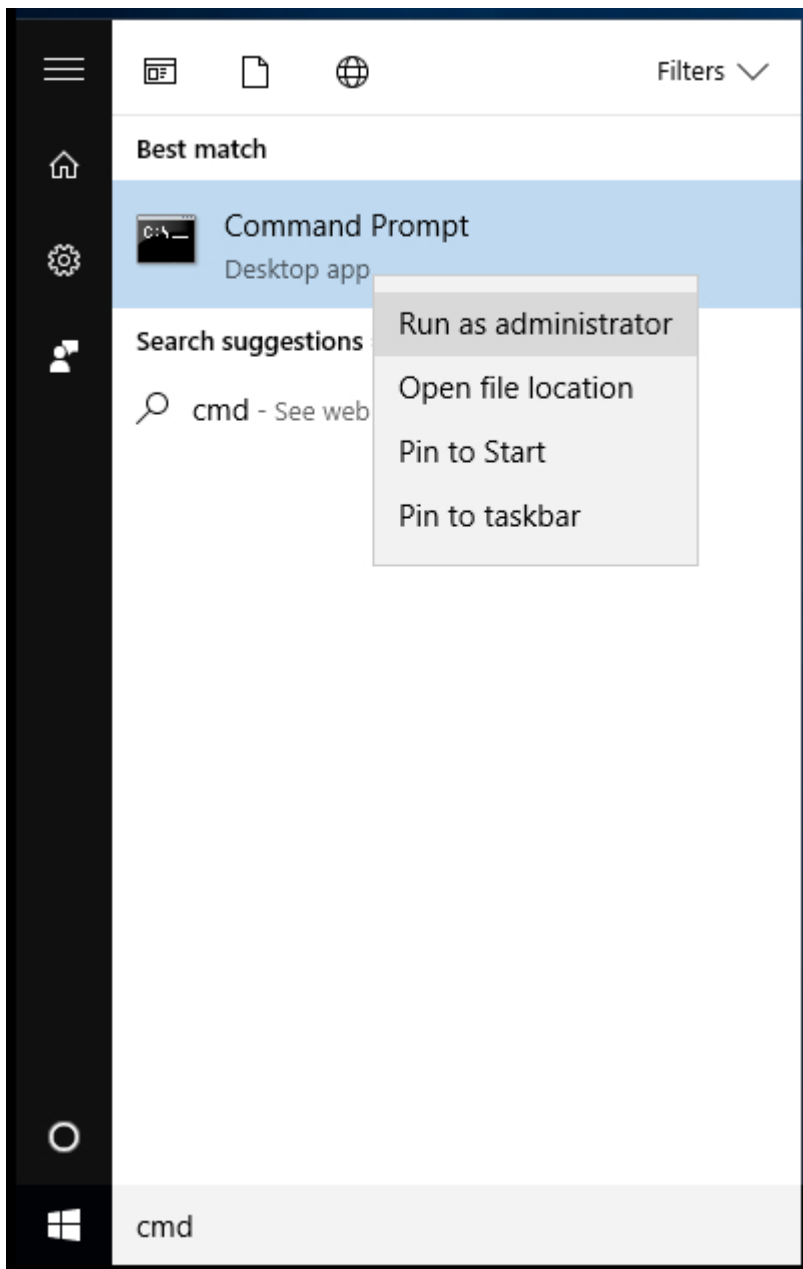 Filters
Best match
Command Prompt
Desktop app
Search suggestions
cmd - See web
Run as administrator
Open file location
Pin to Start
Pin to taskbar
cmd